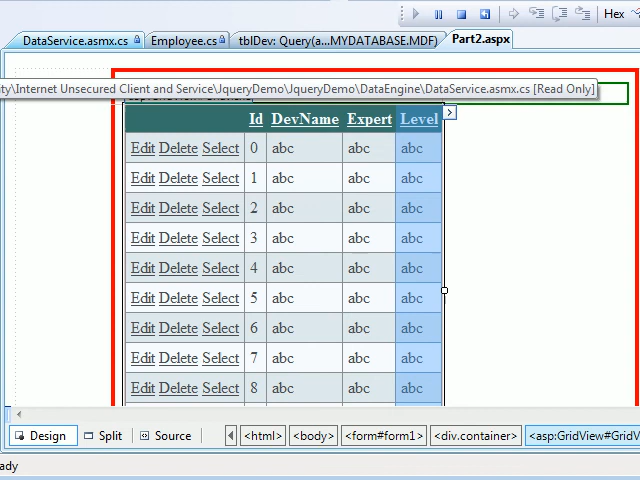 Hex
DataService.asmx.cs Employee.cs tblDev: Query(a...MYDATABASE.MDF) Part2.aspx
ty\Internet Unsecured Client and Service\JqueryDemo\JqueryDemo\DataEngine\DataService.asmx.cs [Read Only]
Id DevName Expert Level
Edit Delete Select 0 abc abc abc
Edit Delete Select 1 abc abc abc
Edit Delete Select 2 abc abc abc
Edit Delete Select 3 abc abc abc
Edit Delete Select 4 abc abc abc
Edit Delete Select 5 abc abc abc
Edit Delete Select 6 abc abc abc
Edit Delete Select 7 abc abc abc
Edit Delete Select 8 abc abc abc
Design Split Source <html> <body> <form#form1> <div.container> <asp:GridView#GridV
ady